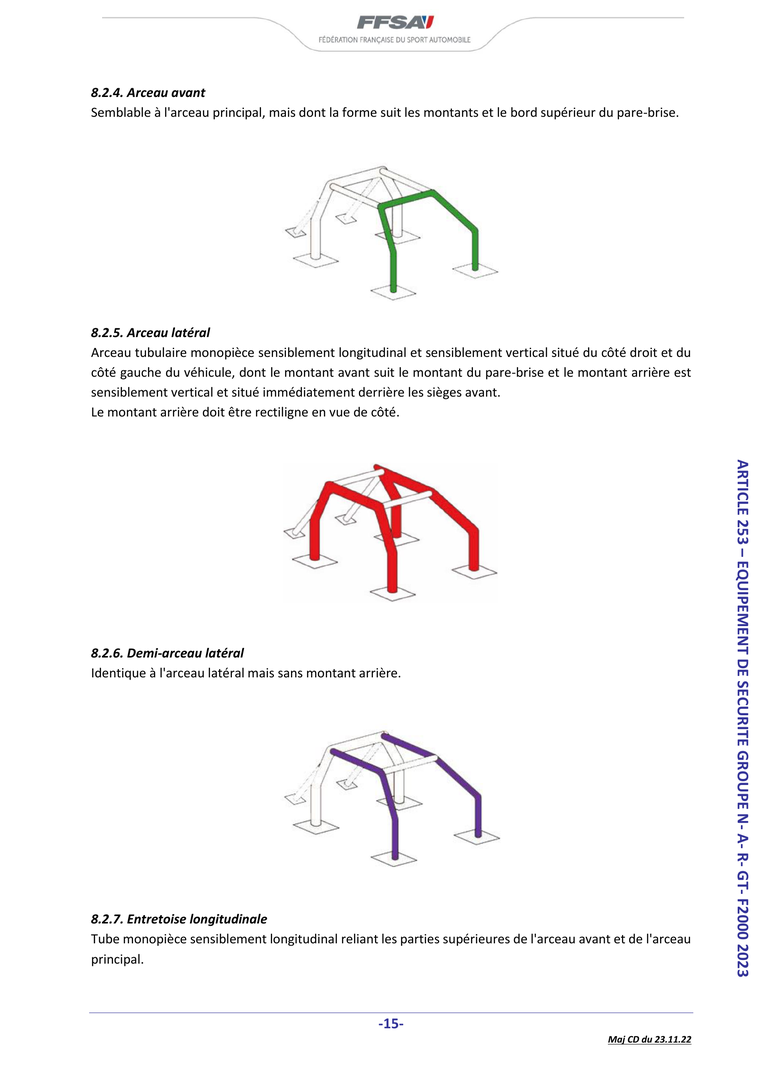 FFSA
FÉDÉRATION FRANÇAISE DU SPORT AUTOMOBILE
8.2.4. Arceau avant
Semblable à l'arceau principal, mais dont la forme suit les montants et le bord supérieur du pare-brise.
8.2.5. Arceau latéral
Arceau tubulaire monopièce sensiblement longitudinal et sensiblement vertical situé du côté droit et du
côté gauche du véhicule, dont le montant avant suit le montant du pare-brise et le montant arrière est
sensiblement vertical et situé immédiatement derrière les sièges avant.
Le montant arrière doit être rectiligne en vue de côté.
8.2.6. Demi-arceau latéral
Identique à l'arceau latéral mais sans montant arrière.
8.2.7. Entretoise longitudinale
Tube monopièce sensiblement longitudinal reliant les parties supérieures de l'arceau avant et de l'arceau
principal.
ARTICLE 253 – EQUIPEMENT DE SECURITE GROUPE N- A- R- GT- F2000 2023
-15-
Maj CD du 23.11.22